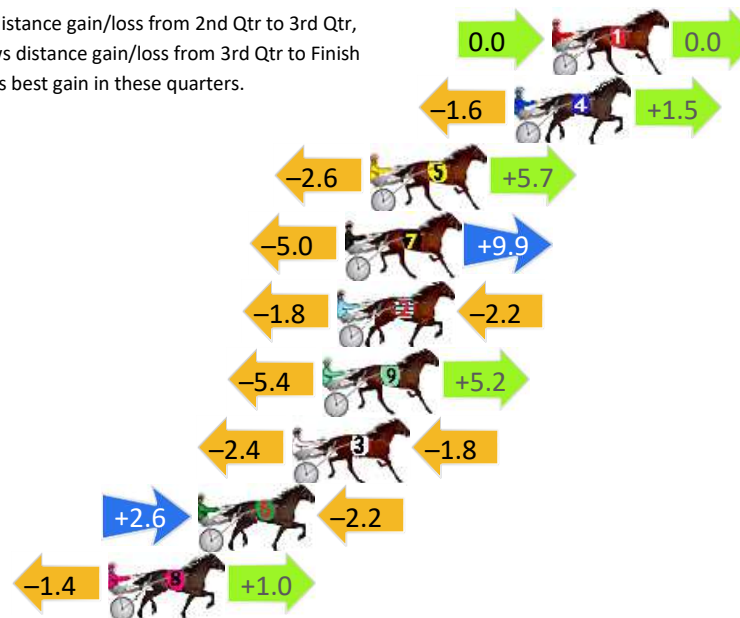 istance gain/loss from 2nd Qtr to 3rd Qtr,
vs distance gain/loss from 3rd Qtr to Finish
s best gain in these quarters.
0.0 1 0.0
–1.6 4 +1.5
–2.6 5 +5.7
–5.0 7 +9.9
–1.8 2 –2.2
–5.4 9 +5.2
–2.4 3 –1.8
+2.6 6 –2.2
–1.4 8 +1.0